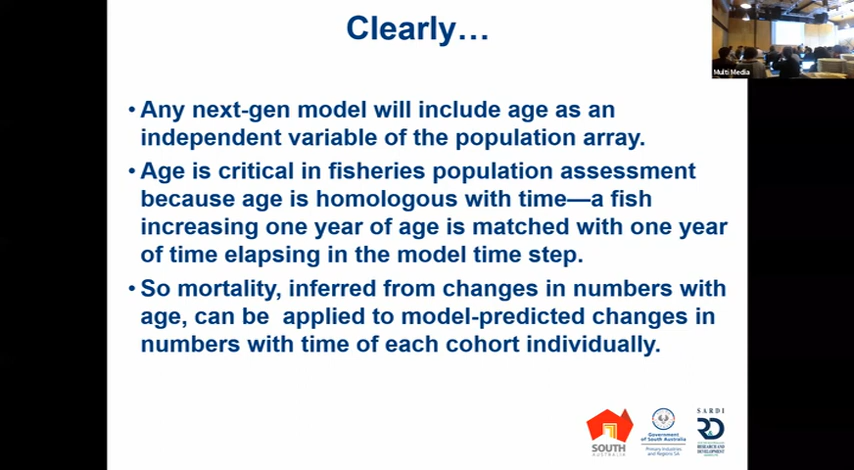 Clearly…
Multi Media
• Any next-gen model will include age as an
independent variable of the population array.
• Age is critical in fisheries population assessment
because age is homologous with time—a fish
increasing one year of age is matched with one year
of time elapsing in the model time step.
• So mortality, inferred from changes in numbers with
age, can be  applied to model-predicted changes in
numbers with time of each cohort individually.
SOUTH
AUSTRALIA
Government
of South Australia
Primary Industries
and Regions SA
SARDI
RESEARCH AND
DEVELOPMENT